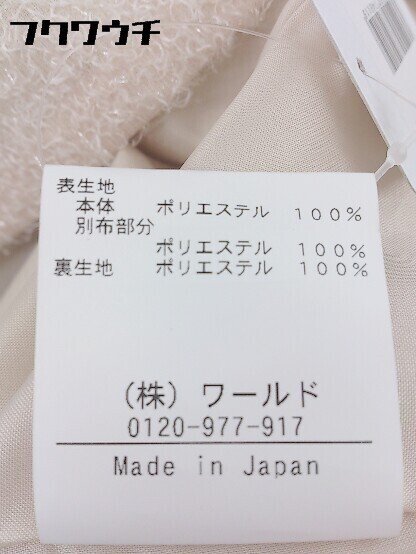 フクワウチ
表生地
本体 ポリエステル 100%
別布部分
ポリエステル 100%
裏生地 ポリエステル 100%
(株) ワールド
0120-977-917
Made in Japan